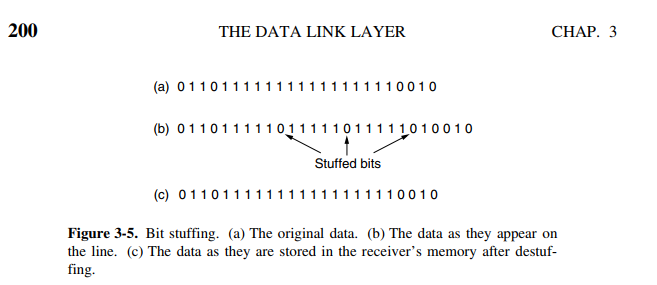 200 THE DATA LINK LAYER CHAP. 3
(a) 0 1 1 0 1 1 1 1 1 1 1 1 1 1 1 1 1 1 1 1 0 0 1 0
(b) 0 1 1 0 1 1 1 1 1 0 1 1 1 1 1 0 1 1 1 1 1 0 1 0 0 1 0
Stuffed bits
(c) 0 1 1 0 1 1 1 1 1 1 1 1 1 1 1 1 1 1 1 1 0 0 1 0
Figure 3-5. Bit stuffing. (a) The original data. (b) The data as they appear on
the line. (c) The data as they are stored in the receiver's memory after destuf-
fing.